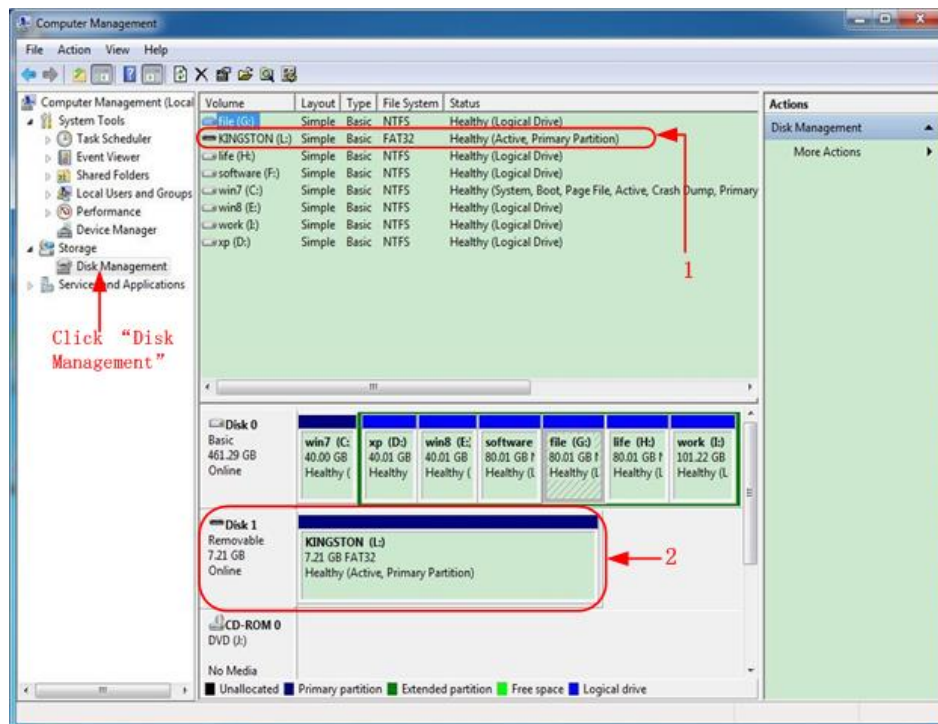 Computer Management
File Action View Help
Computer Management (Local
System Tools
Task Scheduler
Event Viewer
Shared Folders
Local Users and Groups
Performance
Device Manager
Storage
Disk Management
Services and Applications
Click “Disk
Management”
Volume Layout Type File System Status
file (G:) Simple Basic NTFS Healthy (Logical Drive)
KINGSTON (L:) Simple Basic FAT32 Healthy (Active, Primary Partition)
life (H:) Simple Basic NTFS Healthy (Logical Drive)
software (F:) Simple Basic NTFS Healthy (Logical Drive)
win7 (C:) Simple Basic NTFS Healthy (System, Boot, Page File, Active, Crash Dump, Primary
win8 (E:) Simple Basic NTFS Healthy (Logical Drive)
work (I:) Simple Basic NTFS Healthy (Logical Drive)
xp (D:) Simple Basic NTFS Healthy (Logical Drive)
1
Disk 0
Basic
461.29 GB
Online
win7 (C:
40.00 GB
Healthy (
xp (D:)
40.01 GB
Healthy
win8 (E:
40.01 GB
Healthy (
software
80.01 GB N
Healthy (L
file (G:)
80.01 GB N
Healthy (L
life (H:)
80.01 GB N
Healthy (L
work (I:)
101.22 GB
Healthy (L
Disk 1
Removable
7.21 GB
Online
KINGSTON (L:)
7.21 GB FAT32
Healthy (Active, Primary Partition)
2
CD-ROM 0
DVD (J:)
No Media
Unallocated Primary partition Extended partition Free space Logical drive
Actions
Disk Management
More Actions